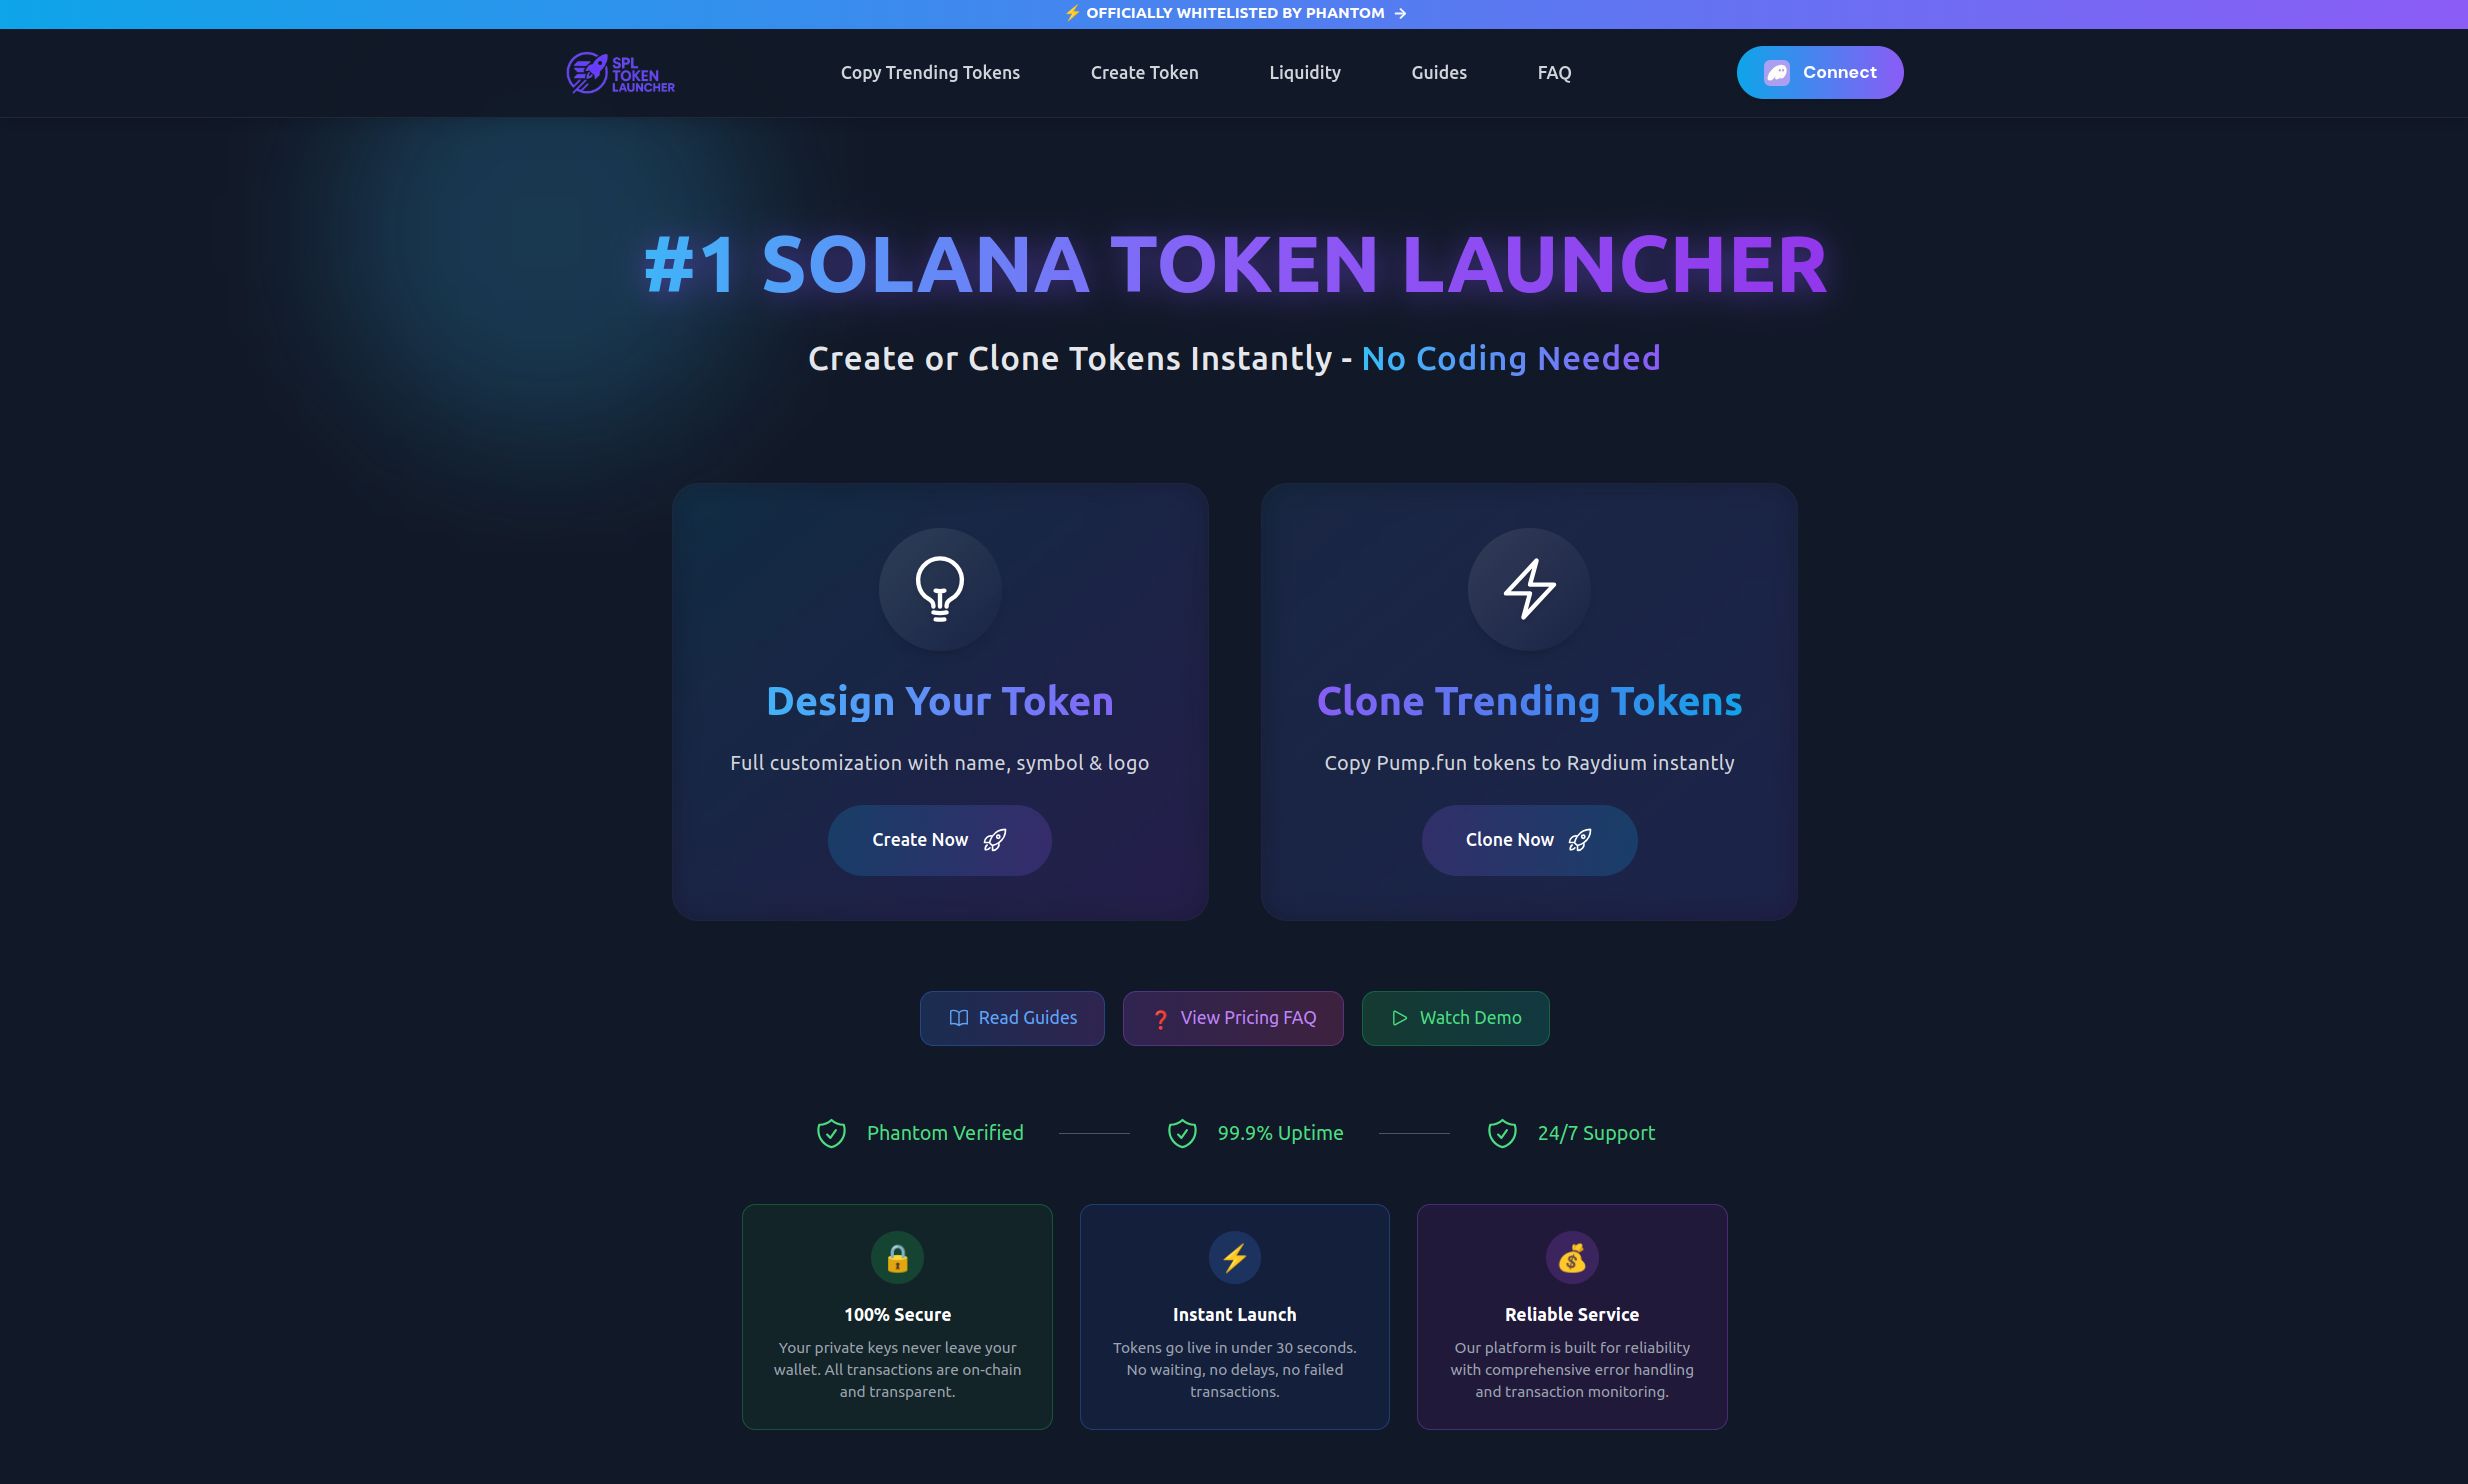 ⚡ OFFICIALLY WHITELISTED BY PHANTOM →
SPL
TOKEN
LAUNCHER
Copy Trending Tokens
Create Token
Liquidity
Guides
FAQ
Connect
#1 SOLANA TOKEN LAUNCHER
Create or Clone Tokens Instantly - No Coding Needed
Design Your Token
Full customization with name, symbol & logo
Create Now
Clone Trending Tokens
Copy Pump.fun tokens to Raydium instantly
Clone Now
Read Guides
❓ View Pricing FAQ
Watch Demo
Phantom Verified
99.9% Uptime
24/7 Support
100% Secure
Your private keys never leave your
wallet. All transactions are on-chain
and transparent.
Instant Launch
Tokens go live in under 30 seconds.
No waiting, no delays, no failed
transactions.
Reliable Service
Our platform is built for reliability
with comprehensive error handling
and transaction monitoring.